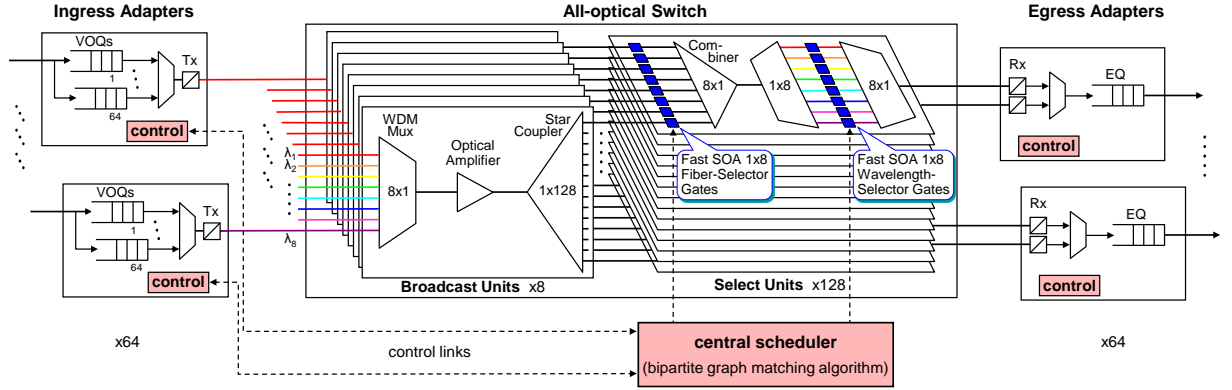 Ingress Adapters
All-optical Switch
Egress Adapters
VOQs
1
64
Tx
control
VOQs
1
64
Tx
control
x64
λ1
λ2
λ8
WDM
Mux
8x1
Optical
Amplifier
Star
Coupler
1x128
Broadcast Units x8
Com-
biner
8x1
1x8
8x1
Fast SOA 1x8
Fiber-Selector
Gates
Fast SOA 1x8
Wavelength-
Selector Gates
Select Units x128
Rx
EQ
control
Rx
EQ
control
x64
control links
central scheduler
(bipartite graph matching algorithm)